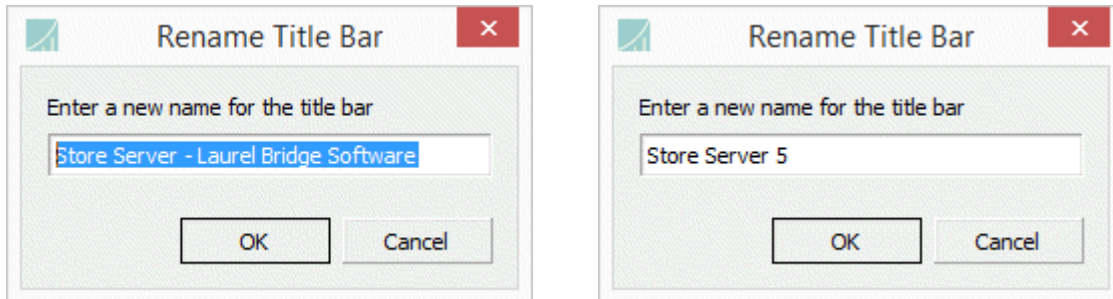 Rename Title Bar
Enter a new name for the title bar
Store Server - Laurel Bridge Software
OK
Cancel
Rename Title Bar
Enter a new name for the title bar
Store Server 5
OK
Cancel